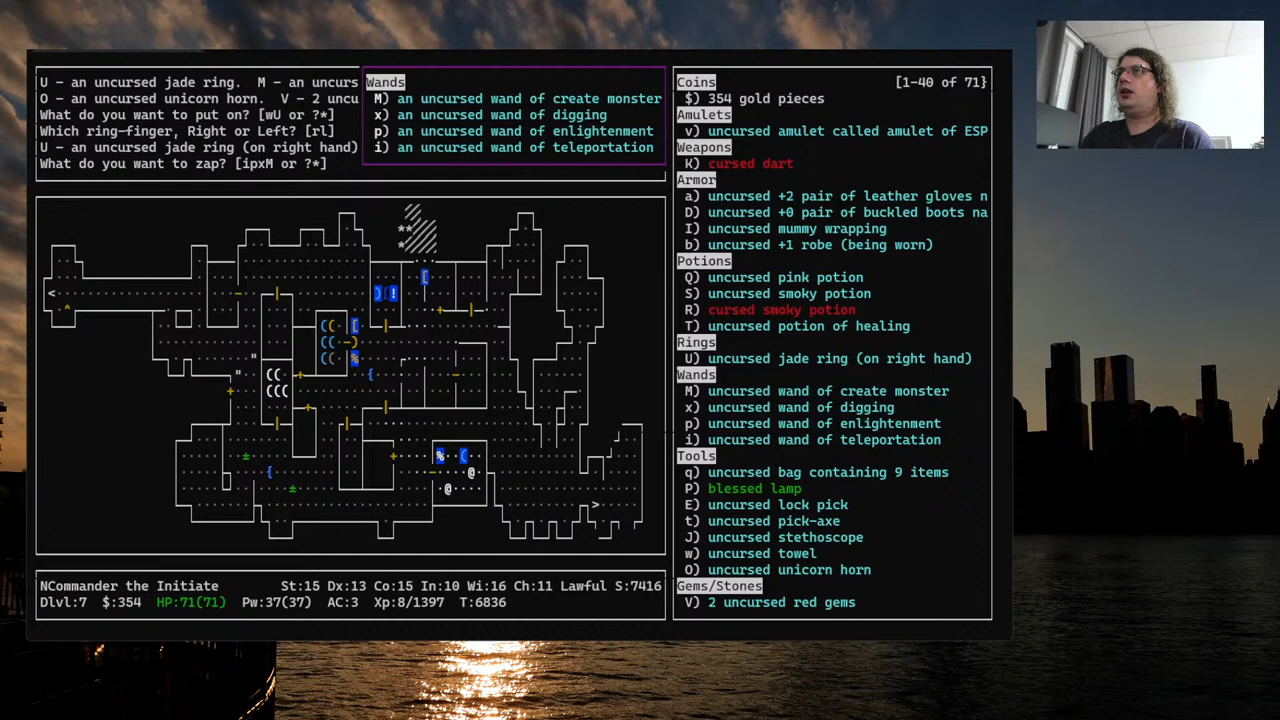 U - an uncursed jade ring.  M - an uncurs
O - an uncursed unicorn horn.  V - 2 uncu
What do you want to put on? [wU or ?*]
Which ring-finger, Right or Left? [rl]
U - an uncursed jade ring (on right hand)
What do you want to zap? [ipxM or ?*]
Wands
M) an uncursed wand of create monster
x) an uncursed wand of digging
p) an uncursed wand of enlightenment
i) an uncursed wand of teleportation
Coins [1-40 of 71}
$) 354 gold pieces
Amulets
v) uncursed amulet called amulet of ESP
Weapons
K) cursed dart
Armor
a) uncursed +2 pair of leather gloves n
D) uncursed +0 pair of buckled boots na
I) uncursed mummy wrapping
b) uncursed +1 robe (being worn)
Potions
Q) uncursed pink potion
S) uncursed smoky potion
R) cursed smoky potion
T) uncursed potion of healing
Rings
U) uncursed jade ring (on right hand)
Wands
M) uncursed wand of create monster
x) uncursed wand of digging
p) uncursed wand of enlightenment
i) uncursed wand of teleportation
Tools
q) uncursed bag containing 9 items
P) blessed lamp
E) uncursed lock pick
t) uncursed pick-axe
J) uncursed stethoscope
w) uncursed towel
O) uncursed unicorn horn
Gems/Stones
V) 2 uncursed red gems
NCommander the Initiate St:15 Dx:13 Co:15 In:10 Wi:16 Ch:11 Lawful S:7416
Dlvl:7 $:354 HP:71(71) Pw:37(37) AC:3 Xp:8/1397 T:6836